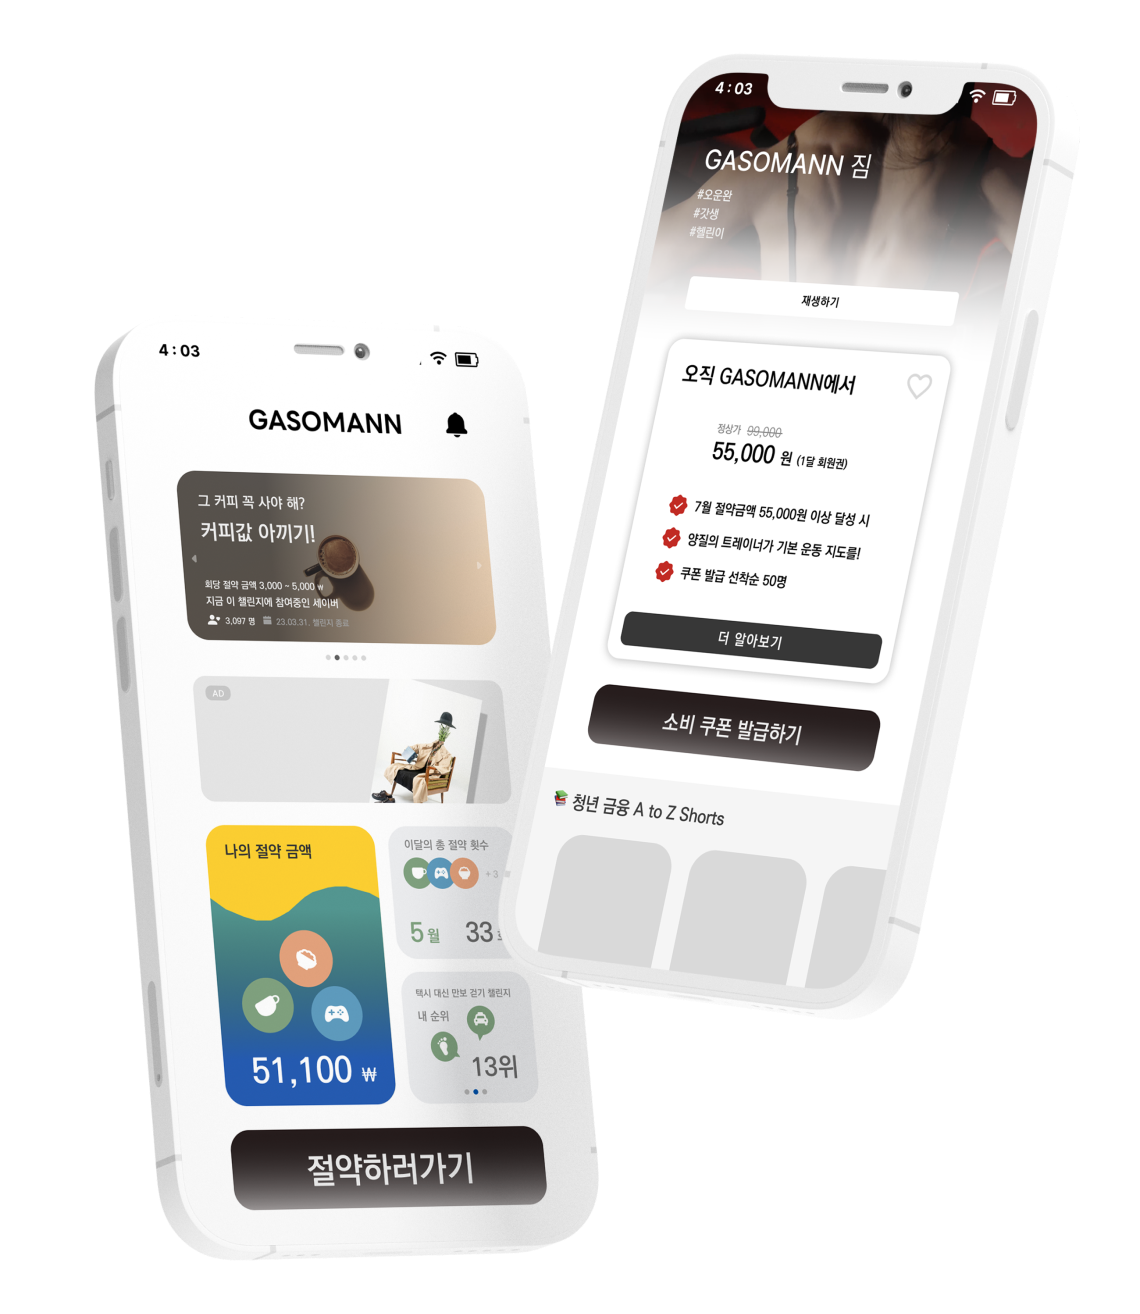 4:03
GASOMANN
그 커피 꼭 사야 해?
커피값 아끼기!
회당 절약 금액 3,000 ~ 5,000 ₩
지금 이 챌린지에 참여중인 세이버
3,097 명 23.03.31. 챌린지 종료
AD
나의 절약 금액
51,100 ₩
이달의 총 절약 횟수
+3
5 월 33
택시 대신 만보 걷기 챌린지
내 순위
13위
절약하러가기
4:03
GASOMANN 짐
#오운완
#갓생
#헬린이
재생하기
오직 GASOMANN에서
정상가 99,000
55,000 원 (1달 회원권)
7월 절약금액 55,000원 이상 달성 시
양질의 트레이너가 기본 운동 지도를!
쿠폰 발급 선착순 50명
더 알아보기
소비 쿠폰 발급하기
청년 금융 A to Z Shorts